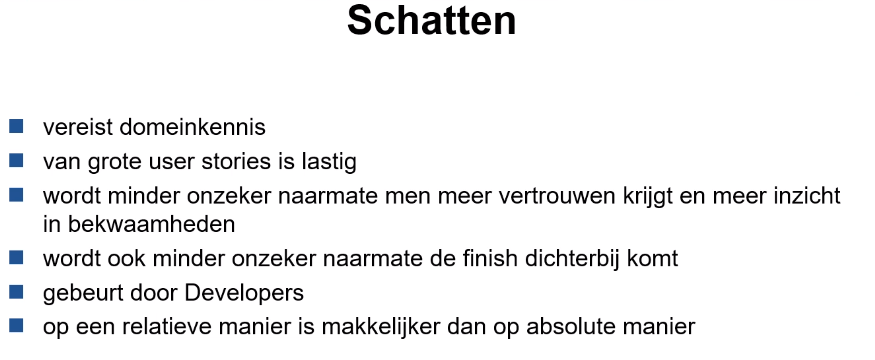 Schatten
vereist domeinkennis
van grote user stories is lastig
wordt minder onzeker naarmate men meer vertrouwen krijgt en meer inzicht
in bekwaamheden
wordt ook minder onzeker naarmate de finish dichterbij komt
gebeurt door Developers
op een relatieve manier is makkelijker dan op absolute manier